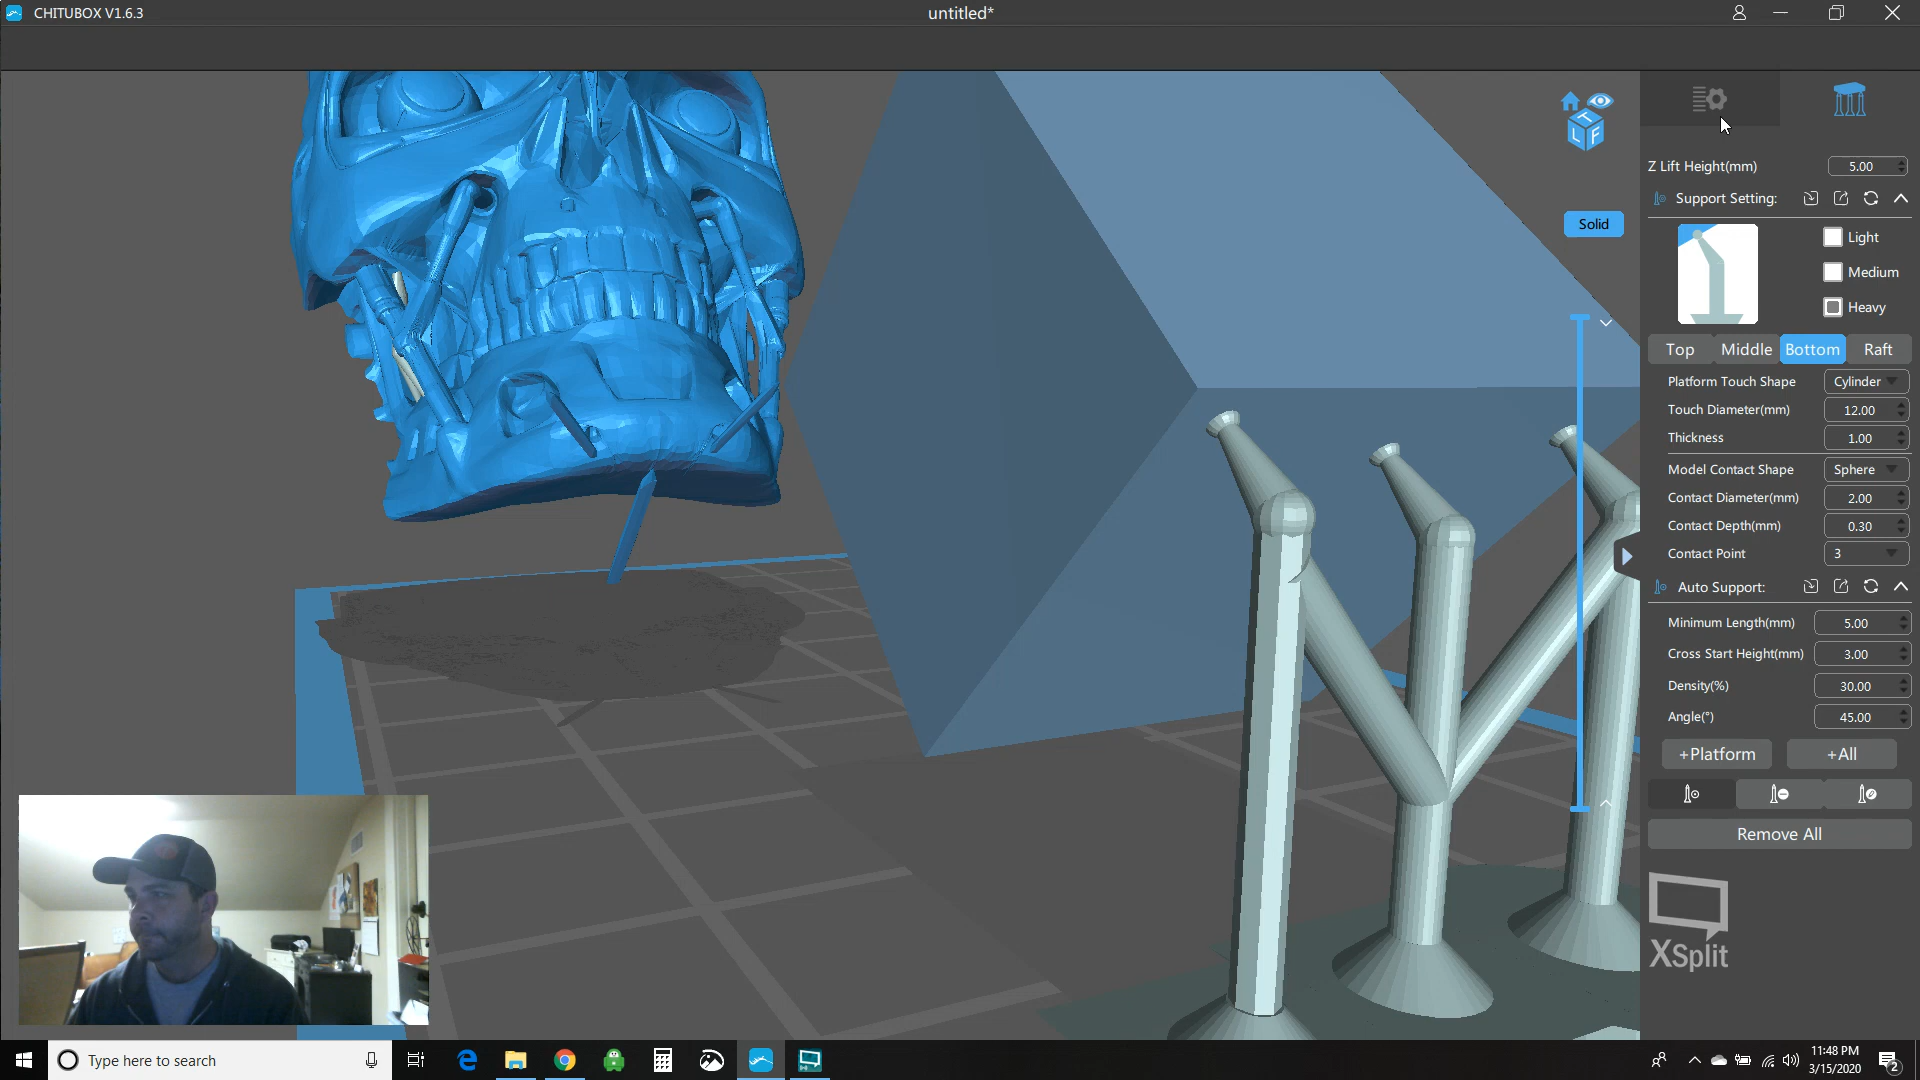 CHITUBOX V1.6.3
untitled*
T
L F
Solid
Z Lift Height(mm) 5.00
Support Setting:
Light
Medium
Heavy
Top Middle Bottom Raft
Platform Touch Shape Cylinder
Touch Diameter(mm) 12.00
Thickness 1.00
Model Contact Shape Sphere
Contact Diameter(mm) 2.00
Contact Depth(mm) 0.30
Contact Point 3
Auto Support:
Minimum Length(mm) 5.00
Cross Start Height(mm) 3.00
Density(%) 30.00
Angle(°) 45.00
+Platform +All
Remove All
XSplit
Type here to search
11:48 PM
3/15/2020
2